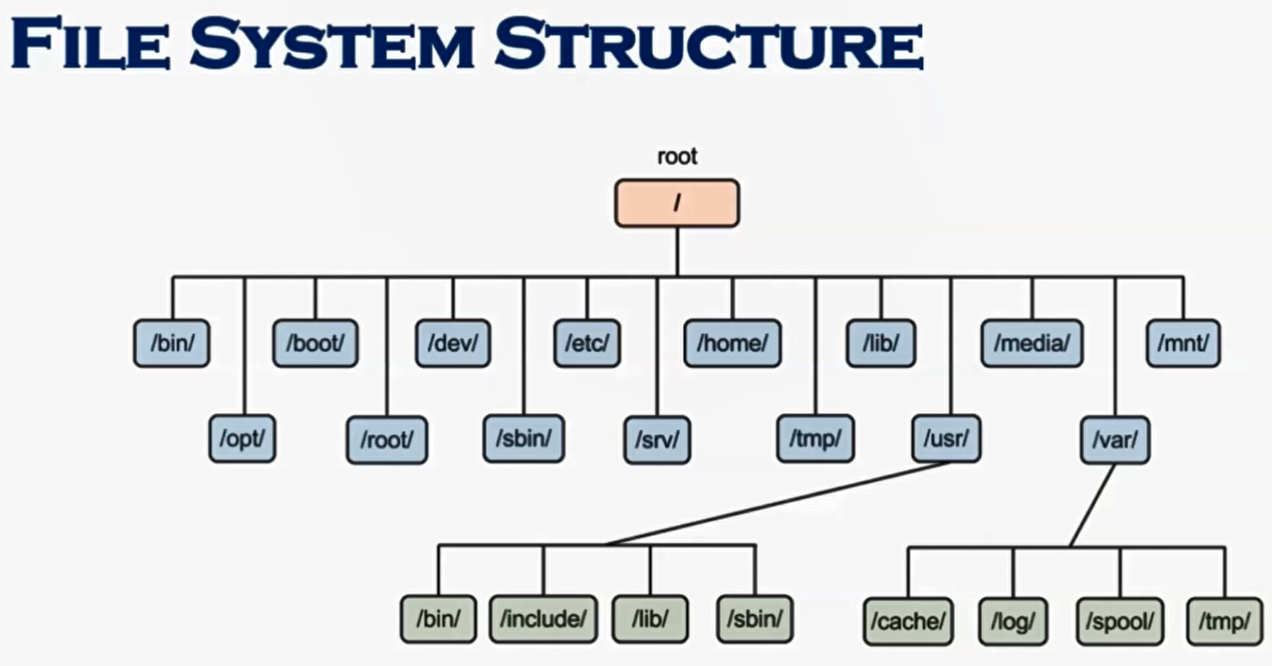 FILE SYSTEM STRUCTURE
root
/
/bin/ /boot/ /dev/ /etc/ /home/ /lib/ /media/ /mnt/
/opt/ /root/ /sbin/ /srv/ /tmp/ /usr/ /var/
/bin/ /include/ /lib/ /sbin/ /cache/ /log/ /spool/ /tmp/